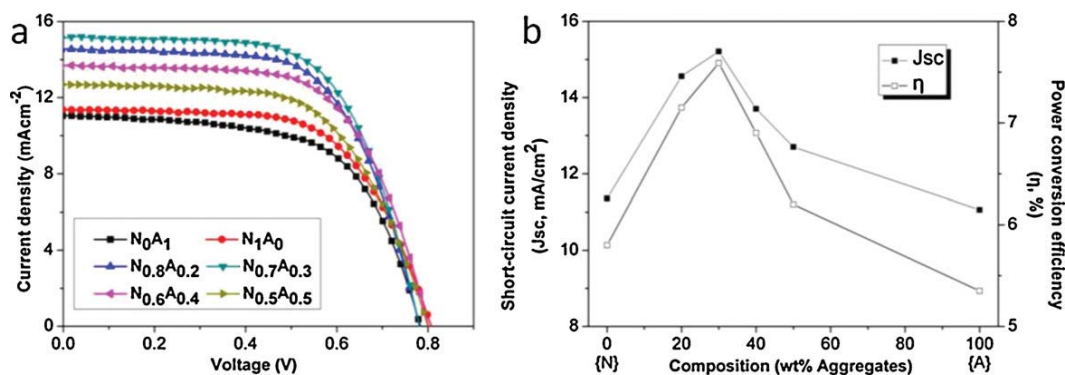 a
16
12
8
4
0
Current density (mAcm-2)
N0A1
N1A0
N0.8A0.2
N0.7A0.3
N0.6A0.4
N0.5A0.5
0.0
0.2
0.4
0.6
0.8
Voltage (V)
b
16
14
12
10
8
Short-circuit current density
(Jsc, mA/cm2)
Jsc
η
8
7
6
5
Power conversion efficiency
(η, %)
0
20
40
60
80
100
{N}
Composition (wt% Aggregates)
{A}